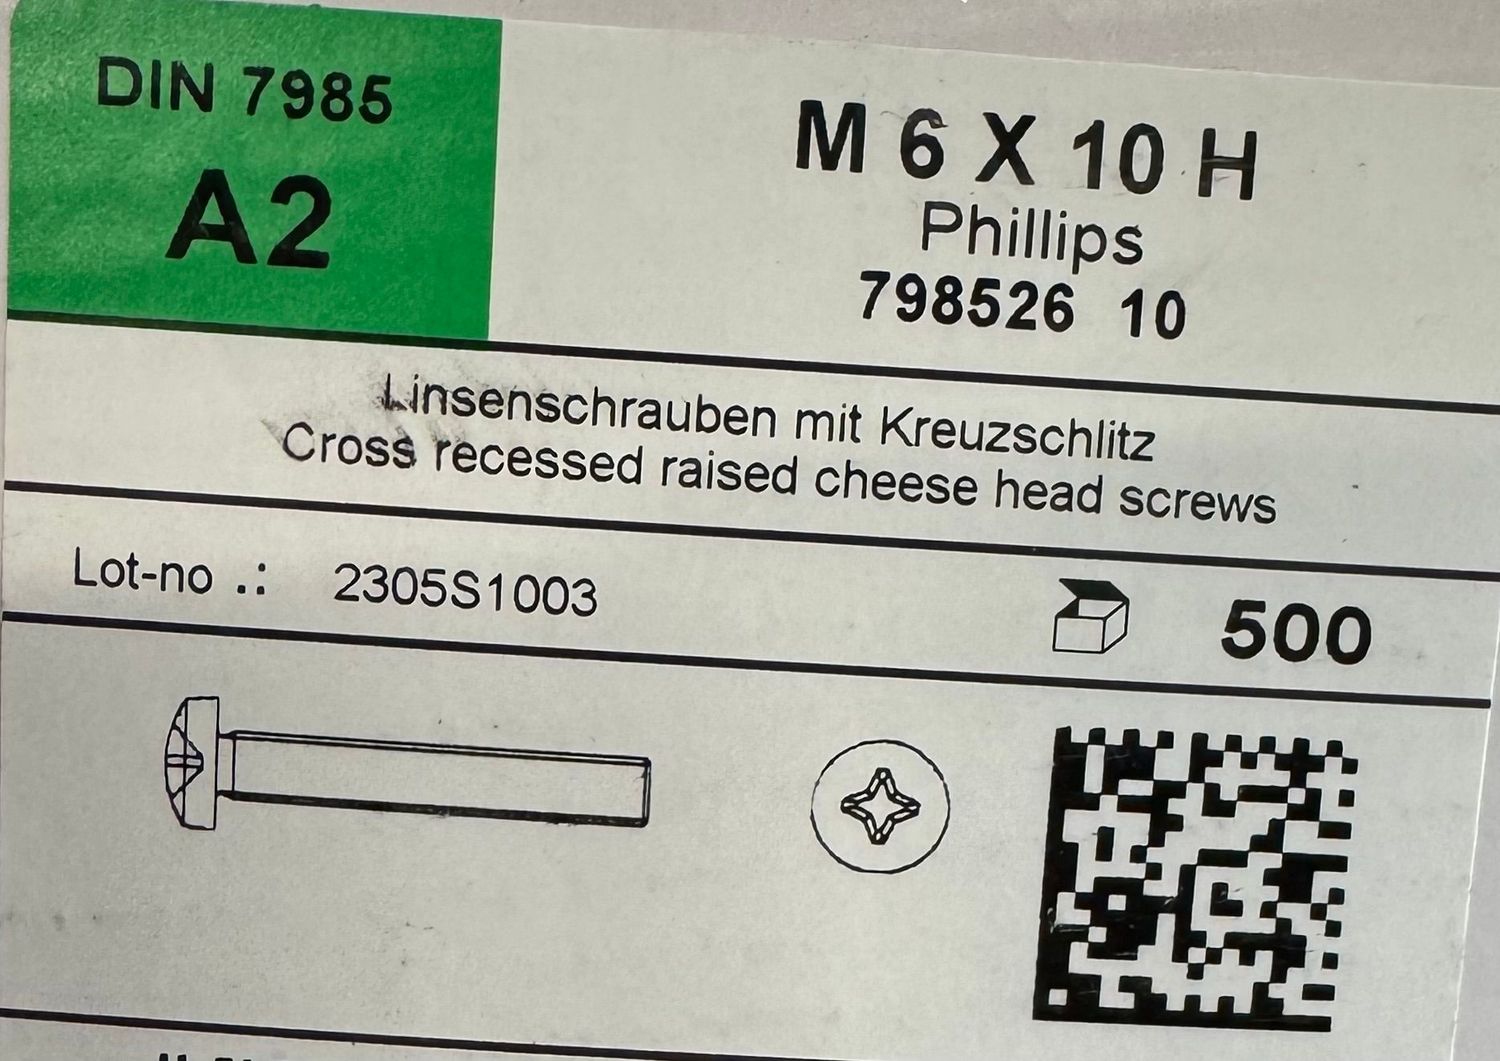 DIN 7985
A2
M 6 X 10 H
Phillips
798526 10
Linsenschrauben mit Kreuzschlitz
Cross recessed raised cheese head screws
Lot-no .: 2305S1003
500